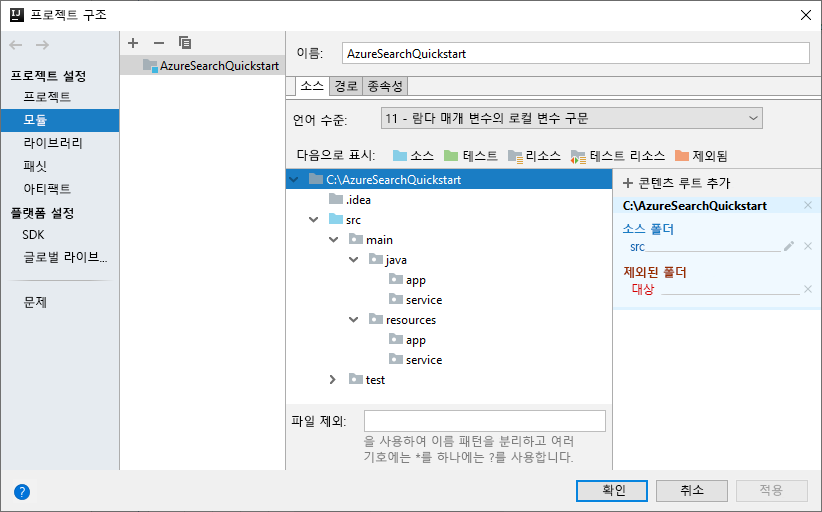 IJ 프로젝트 구조
프로젝트 설정
프로젝트
모듈
라이브러리
패싯
아티팩트
플랫폼 설정
SDK
글로벌 라이브...
문제
AzureSearchQuickstart
이름: AzureSearchQuickstart
소스 경로 종속성
언어 수준: 11 - 람다 매개 변수의 로컬 변수 구문
다음으로 표시: 소스 테스트 리소스 테스트 리소스 제외됨
C:\AzureSearchQuickstart
.idea
src
main
java
app
service
resources
app
service
test
+ 콘텐츠 루트 추가
C:\AzureSearchQuickstart
소스 폴더
src
제외된 폴더
대상
파일 제외:
을 사용하여 이름 패턴을 분리하고 여러
기호에는 *를 하나에는 ?를 사용합니다.
? 확인 취소 적용